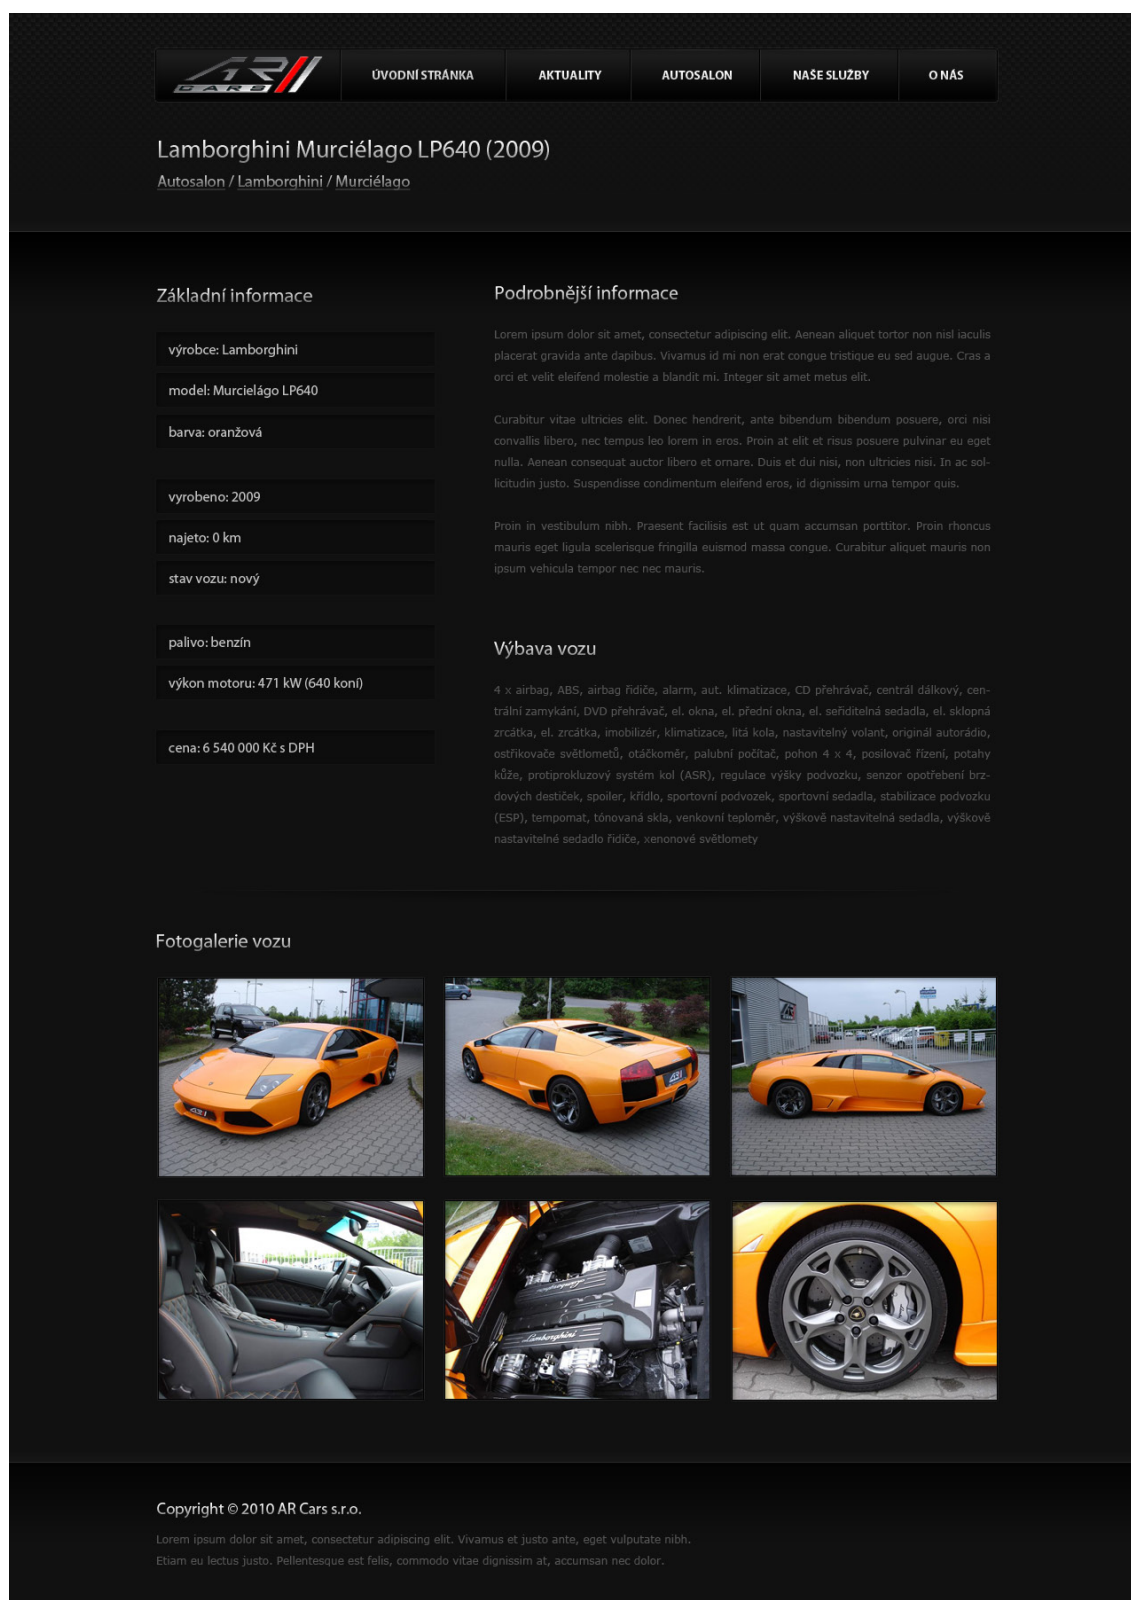 AR
CARS
ÚVODNÍ STRÁNKA
AKTUALITY
AUTOSALON
NAŠE SLUŽBY
O NÁS
Lamborghini Murciélago LP640 (2009)
Autosalon / Lamborghini / Murciélago
Základní informace
výrobce: Lamborghini
model: Murcielágo LP640
barva: oranžová
vyrobeno: 2009
najeto: 0 km
stav vozu: nový
palivo: benzín
výkon motoru: 471 kW (640 koní)
cena: 6 540 000 Kč s DPH
Podrobnější informace
Lorem ipsum dolor sit amet, consectetur adipiscing elit. Aenean aliquet tortor non nisl iaculis
placerat gravida ante dapibus. Vivamus id mi non erat congue tristique eu sed augue. Cras a
orci et velit eleifend molestie a blandit mi. Integer sit amet metus elit.
Curabitur vitae ultricies elit. Donec hendrerit, ante bibendum bibendum posuere, orci nisi
convallis libero, nec tempus leo lorem in eros. Proin at elit et risus posuere pulvinar eu eget
nulla. Aenean consequat auctor libero et ornare. Duis et dui nisi, non ultricies nisi. In ac sol-
licitudin justo. Suspendisse condimentum eleifend eros, id dignissim urna tempor quis.
Proin in vestibulum nibh. Praesent facilisis est ut quam accumsan porttitor. Proin rhoncus
mauris eget ligula scelerisque fringilla euismod massa congue. Curabitur aliquet mauris non
ipsum vehicula tempor nec nec mauris.
Výbava vozu
4 x airbag, ABS, airbag řidiče, alarm, aut. klimatizace, CD přehrávač, centrál dálkový, cen-
trální zamykání, DVD přehrávač, el. okna, el. přední okna, el. seřiditelná sedadla, el. sklopná
zrcátka, el. zrcátka, imobilizér, klimatizace, litá kola, nastavitelný volant, originál autorádio,
ostřikovače světlometů, otáčkoměr, palubní počítač, pohon 4 x 4, posilovač řízení, potahy
kůže, protiprokluzový systém kol (ASR), regulace výšky podvozku, senzor opotřebení brz-
dových destiček, spoiler, křídlo, sportovní podvozek, sportovní sedadla, stabilizace podvozku
(ESP), tempomat, tónovaná skla, venkovní teploměr, výškově nastavitelná sedadla, výškově
nastavitelné sedadlo řidiče, xenonové světlomety
Fotogalerie vozu
AR
AR
AR
Lamborghini
Lamborghini
Copyright © 2010 AR Cars s.r.o.
Lorem ipsum dolor sit amet, consectetur adipiscing elit. Vivamus et justo ante, eget vulputate nibh.
Etiam eu lectus justo. Pellentesque est felis, commodo vitae dignissim at, accumsan nec dolor.